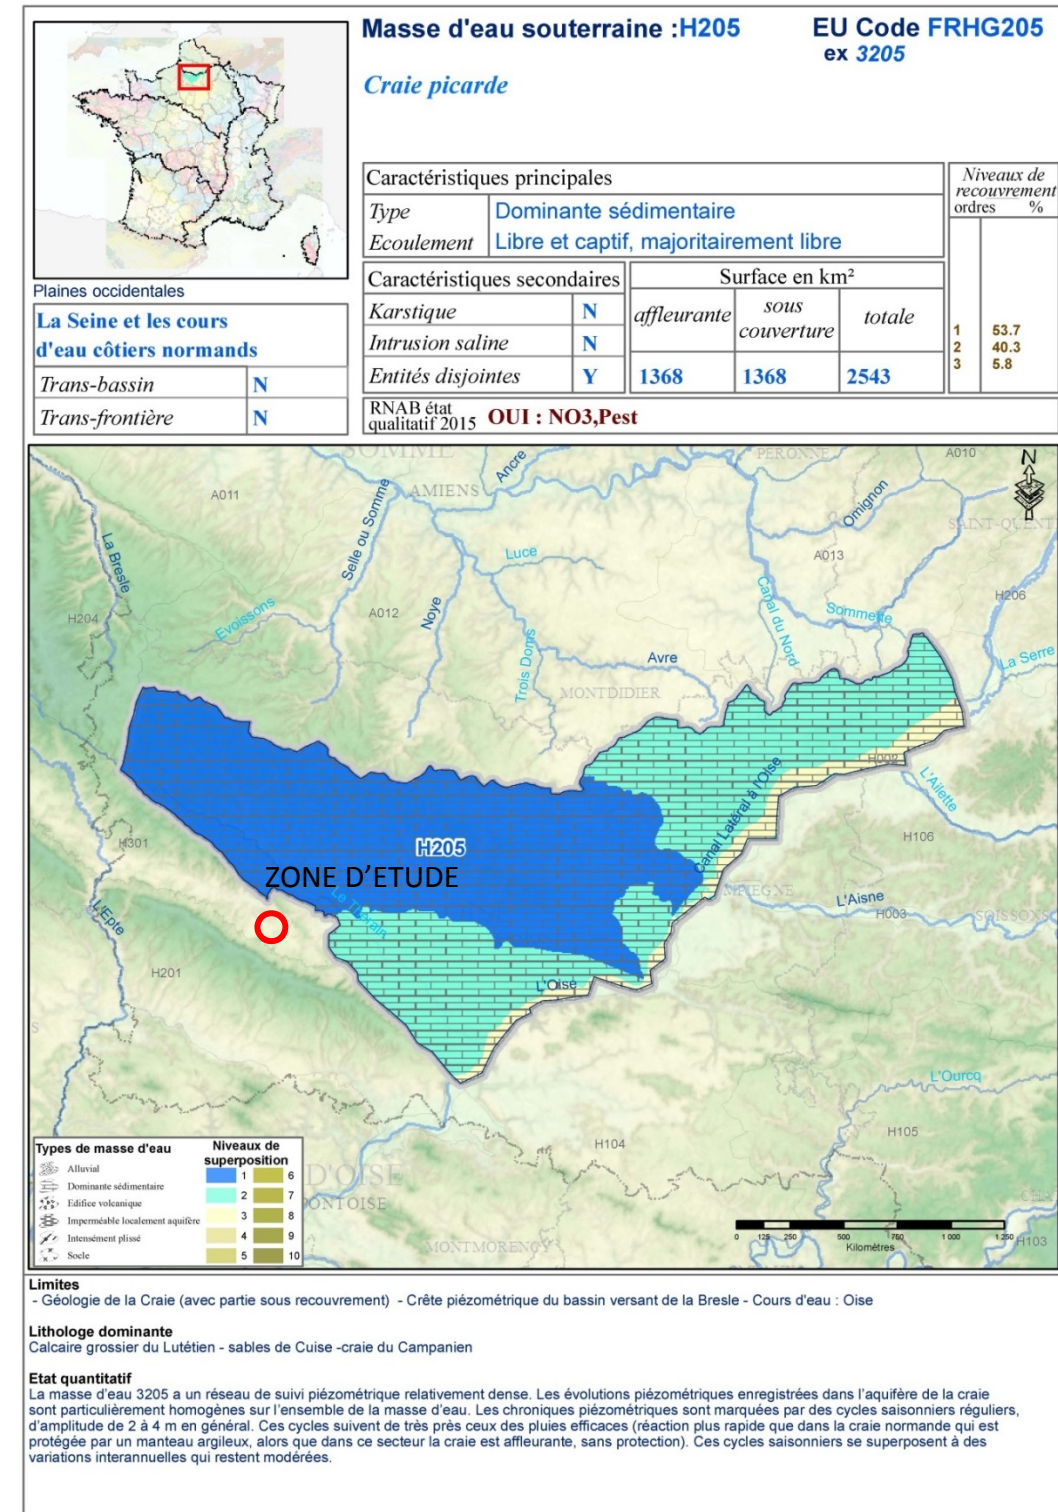 Masse d'eau souterraine :H205
EU Code FRHG205
ex 3205
Craie picarde
Plaines occidentales
La Seine et les cours
d'eau côtiers normands
Trans-bassin N
Trans-frontière N
Caractéristiques principales
Type Dominante sédimentaire
Ecoulement Libre et captif, majoritairement libre
Caractéristiques secondaires
Karstique N
Intrusion saline N
Entités disjointes Y
Surface en km²
affleurante sous couverture totale
1368 1368 2543
Niveaux de
recouvrement
ordres %
1 53.7
2 40.3
3 5.8
RNAB état
qualitatif 2015 OUI : NO3,Pest
SOMME
Ancre
PERONNE
A010
N
A011
AMIENS
Omignon
SAINT-QUENT
La Bresle
Selle ou Somme
Luce
A013
H204
Evoissons
A012
Noye
Canal du Nord
Sommette
H206
Trois Doms
Avre
La Serre
MONTDIDIER
H002
Canal Latéral à l'Oise
L'Ailette
H301
H205
H106
ZONE D'ETUDE
Le Thérain
L'Epte
L'Aisne
H003
SOISSONS
H201
L'Oise
L'Ourcq
H105
H104
D'OISE
PONTOISE
MONTMORENCY
H103
Types de masse d'eau
Alluvial
Dominante sédimentaire
Edifice volcanique
Imperméable localement aquifère
Intensément plissé
Socle
Niveaux de
superposition
1 6
2 7
3 8
4 9
5 10
0 125 250 500 750 1 000 1 250
Kilomètres
Limites
- Géologie de la Craie (avec partie sous recouvrement) - Crête piézométrique du bassin versant de la Bresle - Cours d'eau : Oise
Lithologe dominante
Calcaire grossier du Lutétien - sables de Cuise -craie du Campanien
Etat quantitatif
La masse d'eau 3205 a un réseau de suivi piézométrique relativement dense. Les évolutions piézométriques enregistrées dans l'aquifère de la craie
sont particulièrement homogènes sur l'ensemble de la masse d'eau. Les chroniques piézométriques sont marquées par des cycles saisonniers réguliers,
d'amplitude de 2 à 4 m en général. Ces cycles suivent de très près ceux des pluies efficaces (réaction plus rapide que dans la craie normande qui est
protégée par un manteau argileux, alors que dans ce secteur la craie est affleurante, sans protection). Ces cycles saisonniers se superposent à des
variations interannuelles qui restent modérées.